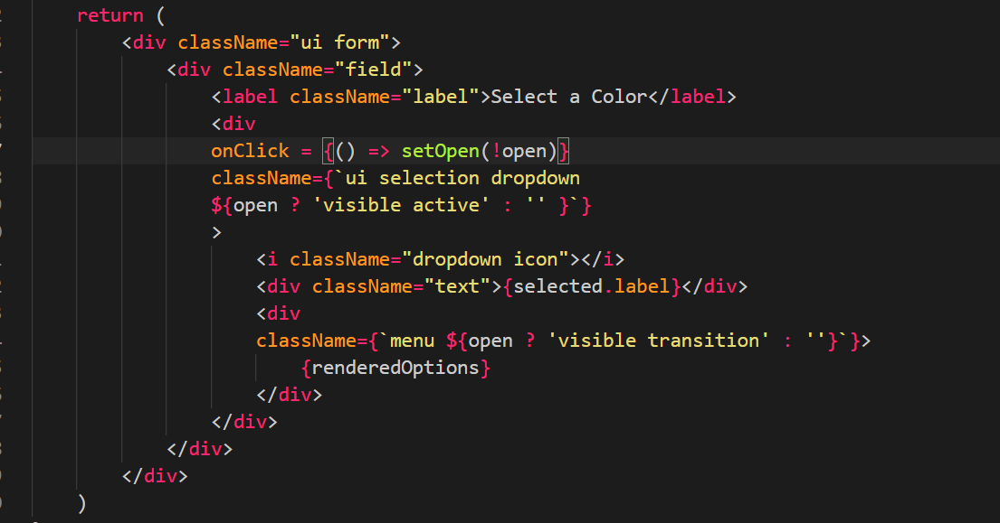 return (
<div className="ui form">
<div className="field">
<label className="label">Select a Color</label>
<div
onClick = {() => setOpen(!open)}
className={`ui selection dropdown
${open ? 'visible active' : '' }`}
>
<i className="dropdown icon"></i>
<div className="text">{selected.label}</div>
<div
className={`menu ${open ? 'visible transition' : ''}`}>
{renderedOptions}
</div>
</div>
</div>
</div>
)